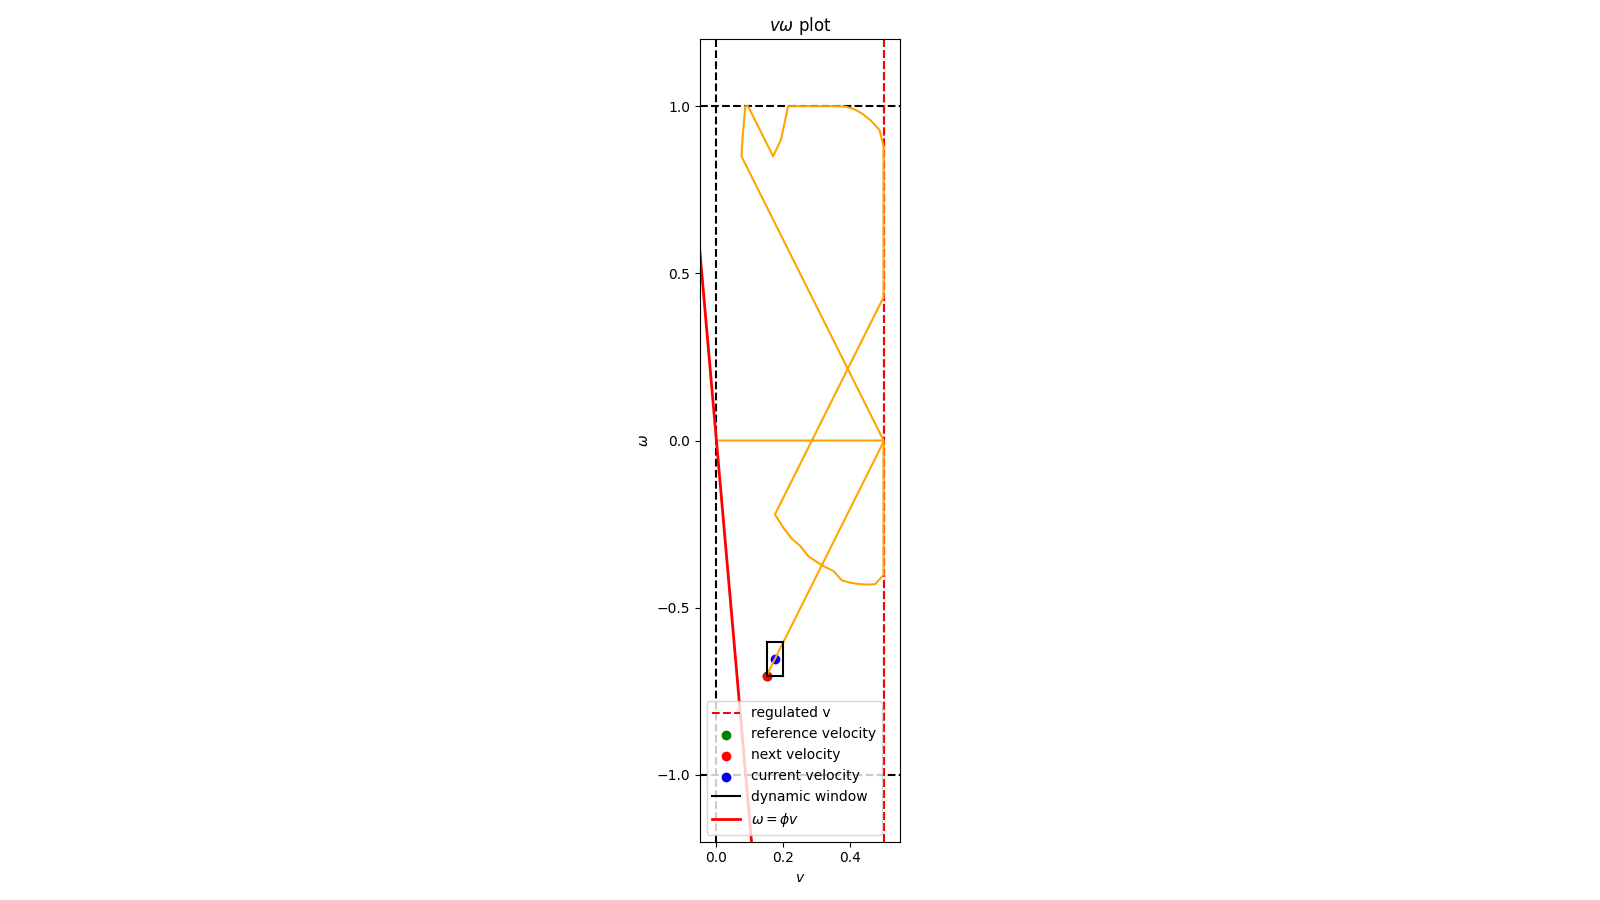 vω plot
1.0
0.5
0.0
−0.5
−1.0
ω
regulated v
reference velocity
next velocity
current velocity
dynamic window
ω = ϕv
0.0 0.2 0.4
v